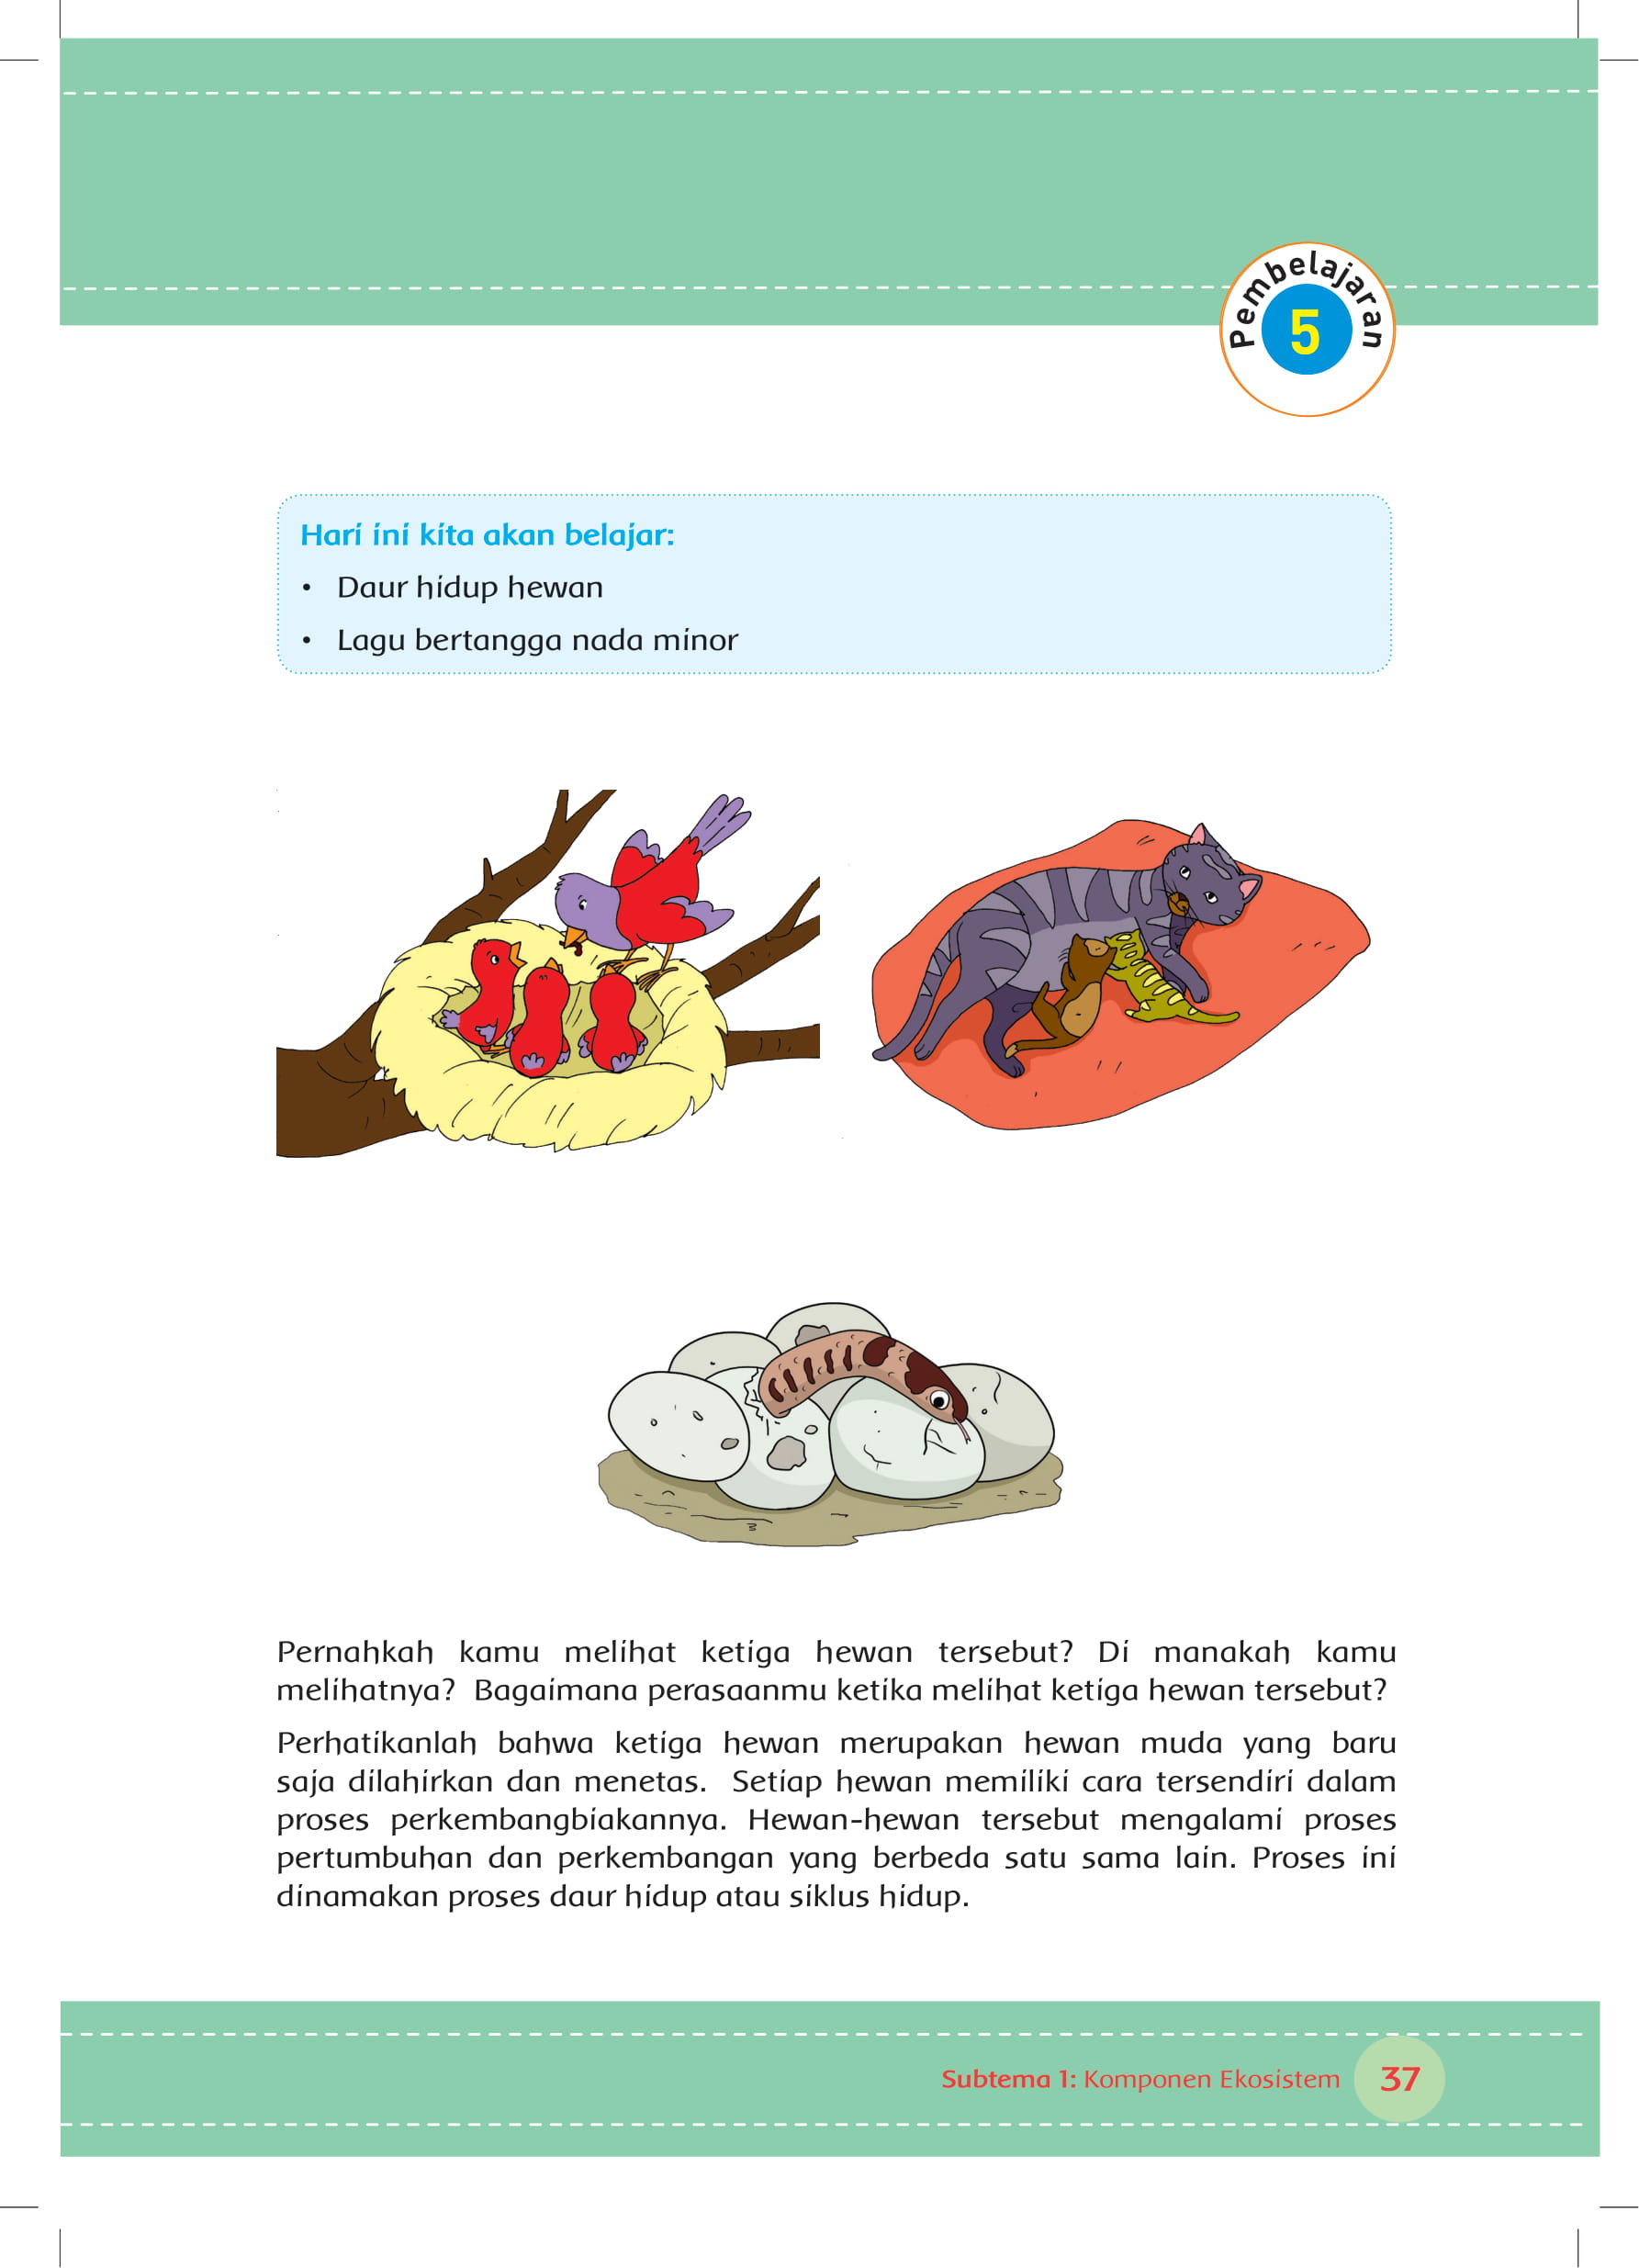 Pembelajaran
5
Hari ini kita akan belajar:
• Daur hidup hewan
• Lagu bertangga nada minor
Pernahkah kamu melihat ketiga hewan tersebut? Di manakah kamu
melihatnya? Bagaimana perasaanmu ketika melihat ketiga hewan tersebut?
Perhatikanlah bahwa ketiga hewan merupakan hewan muda yang baru
saja dilahirkan dan menetas. Setiap hewan memiliki cara tersendiri dalam
proses perkembangbiakannya. Hewan-hewan tersebut mengalami proses
pertumbuhan dan perkembangan yang berbeda satu sama lain. Proses ini
dinamakan proses daur hidup atau siklus hidup.
Subtema 1: Komponen Ekosistem 37